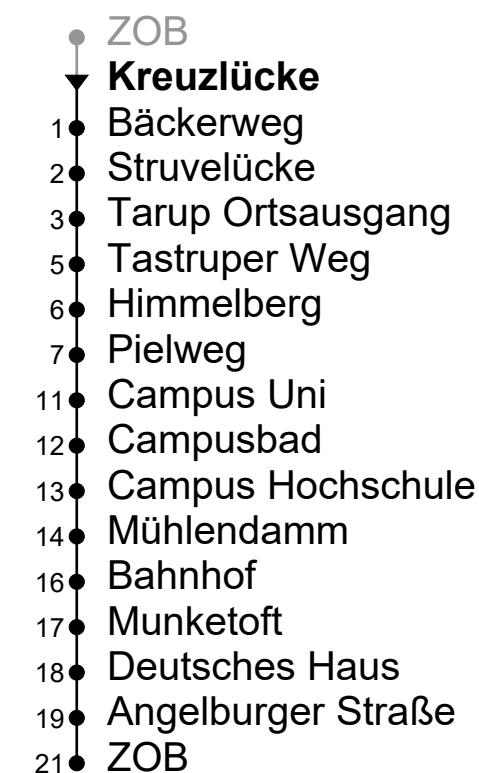 ZOB
Kreuzlücke
1 Bäckerweg
2 Struvelücke
3 Tarup Ortsausgang
5 Tastruper Weg
6 Himmelberg
7 Pielweg
11 Campus Uni
12 Campusbad
13 Campus Hochschule
14 Mühlendamm
16 Bahnhof
17 Munketoft
18 Deutsches Haus
19 Angelburger Straße
21 ZOB